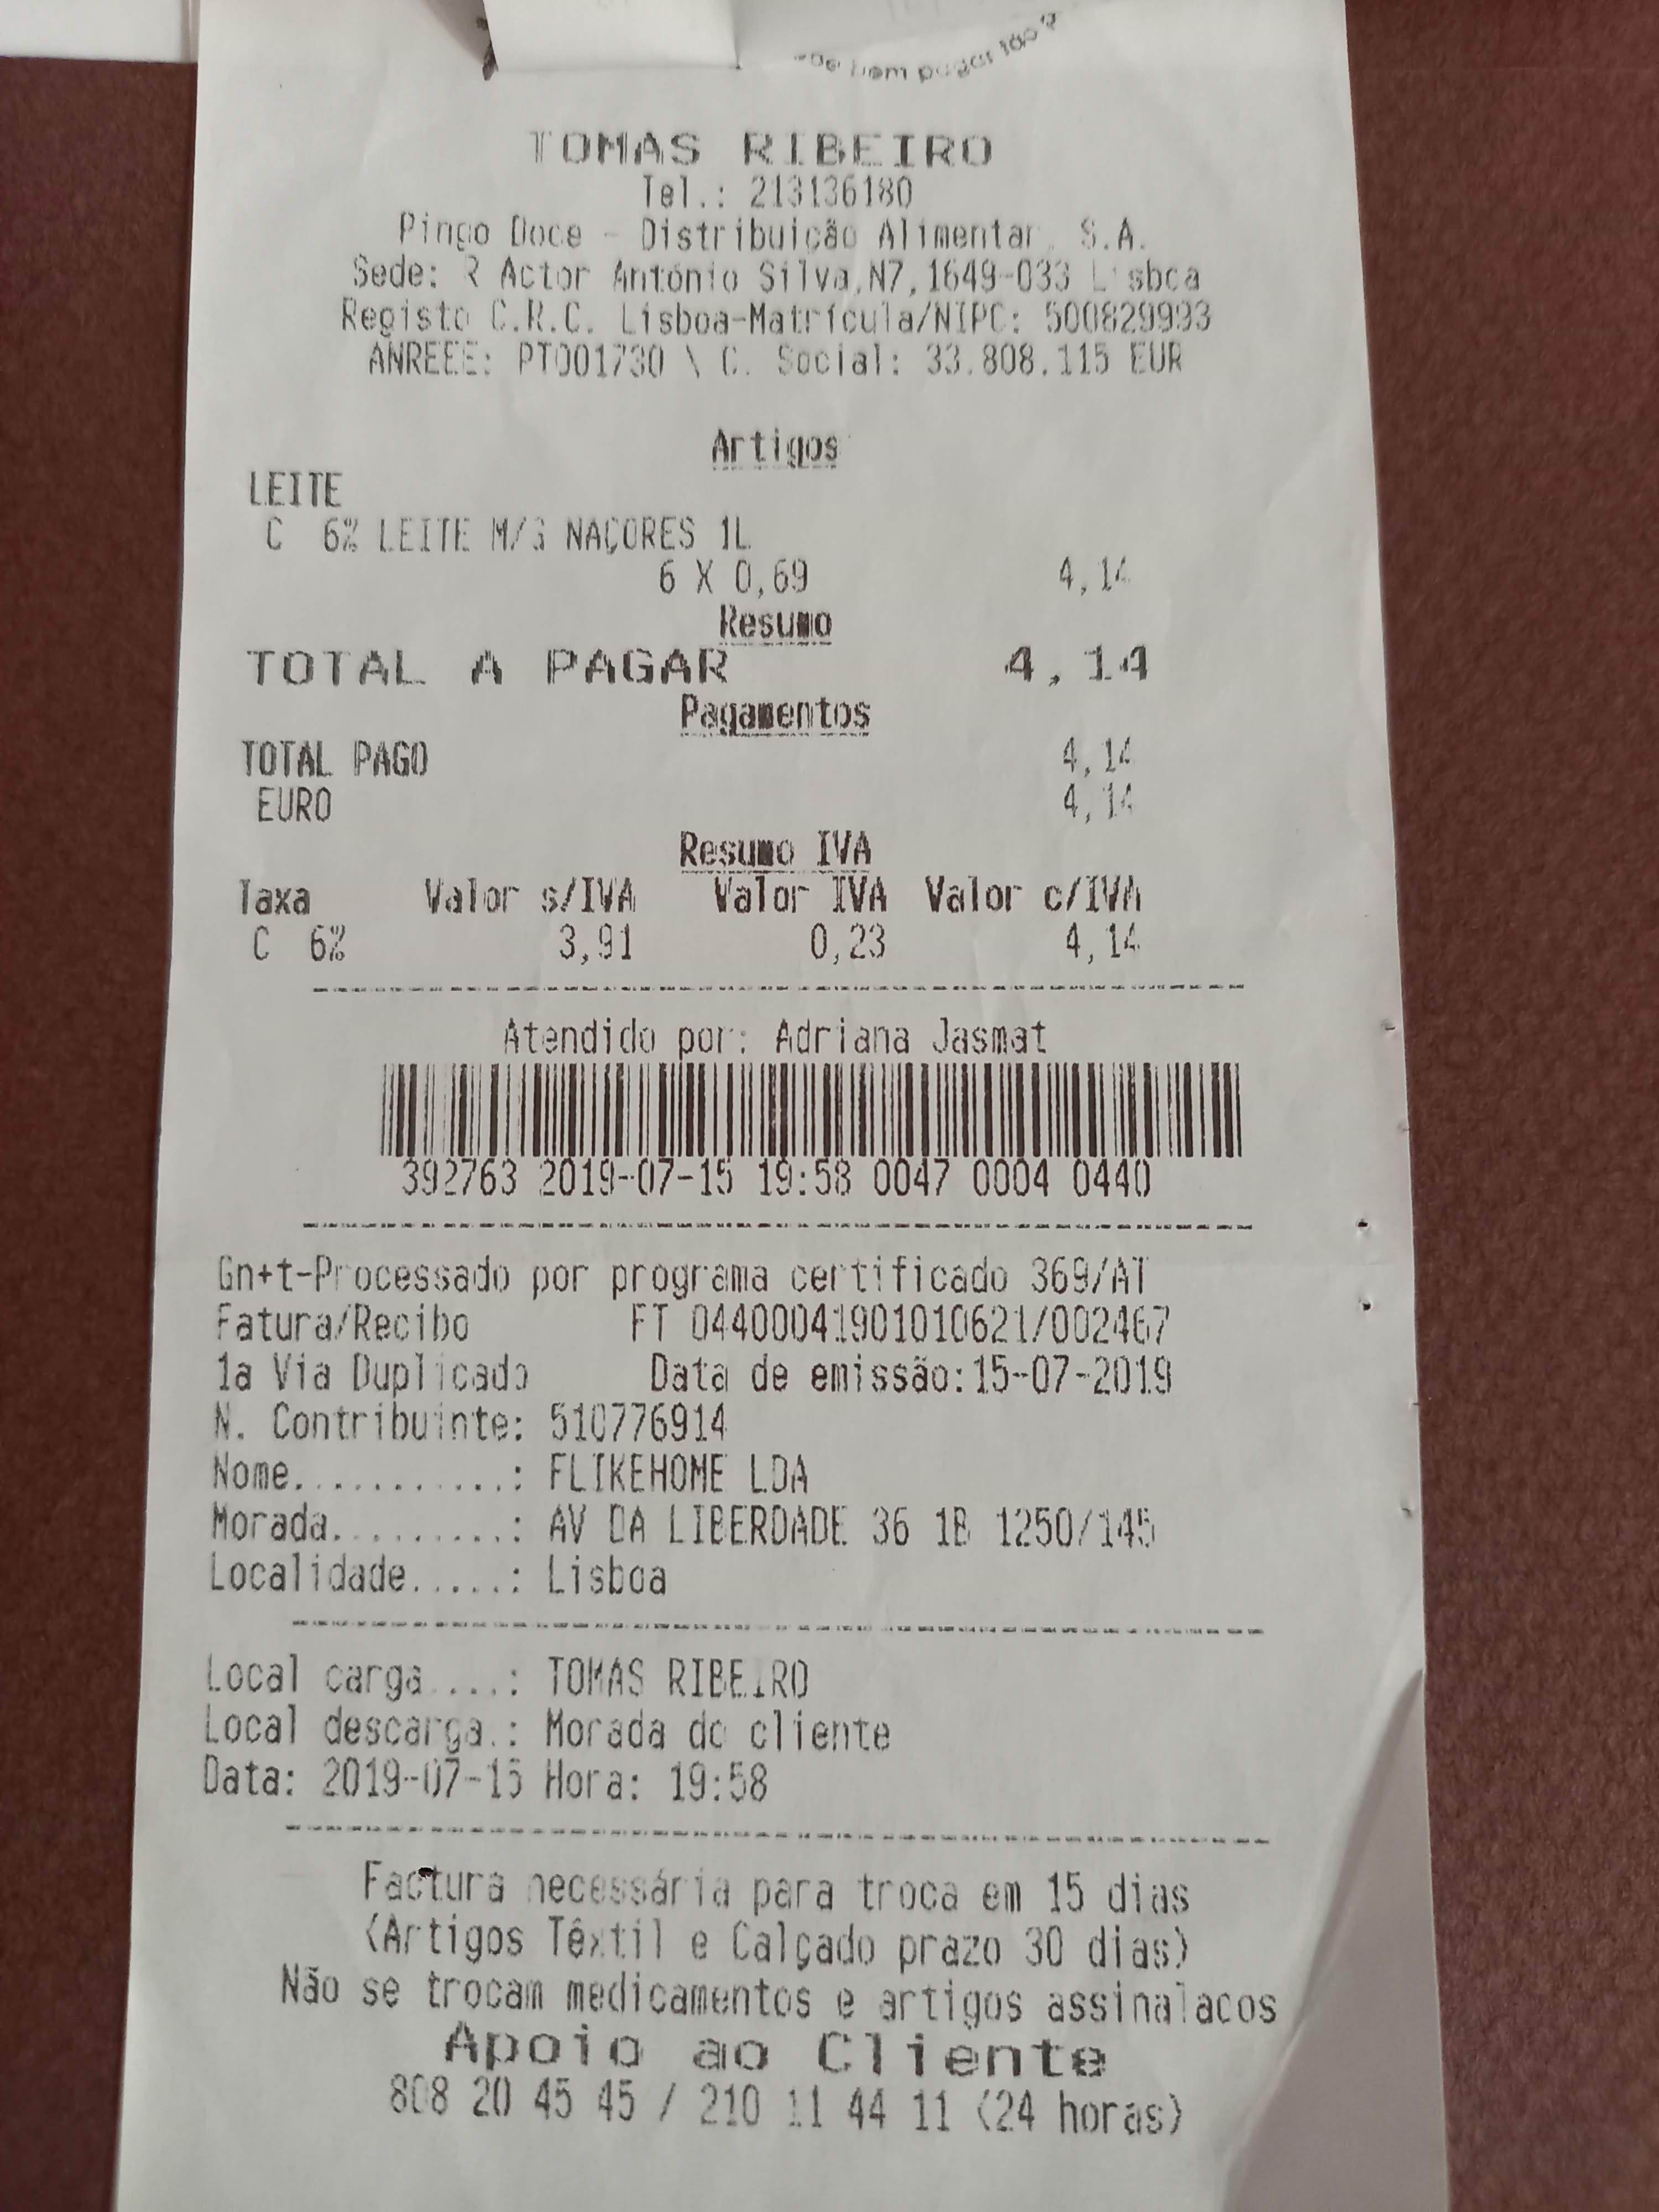 bem pagar tão ?
TOMAS RIBEIRO
Tel.: 213136180
Pingo Doce - Distribuição Alimentar, S.A.
Sede: R Actor António Silva,N7,1649-033 Lisboa
Registo C.R.C. Lisboa-Matrícula/NIPC: 500829993
ANREEE: PT001730 \ C. Social: 33.808.115 EUR
Artigos
LEITE
C 6% LEITE M/G NAÇORES 1L
6 X 0,69 4,14
Resumo
TOTAL A PAGAR 4,14
Pagamentos
TOTAL PAGO 4,14
EURO 4,14
Resumo IVA
Taxa Valor s/IVA Valor IVA Valor c/IVA
C 6% 3,91 0,23 4,14
Atendido por: Adriana Jasmat
392763 2019-07-15 19:58 0047 0004 0440
Gn+t-Processado por programa certificado 369/AT
Fatura/Recibo FT 04400041901010621/002467
1a Via Duplicado Data de emissão:15-07-2019
N. Contribuinte: 510776914
Nome...........: FLIKEHOME LDA
Morada.........: AV DA LIBERDADE 36 1B 1250/145
Localidade.....: Lisboa
Local carga....: TOMAS RIBEIRO
Local descarga.: Morada do cliente
Data: 2019-07-15 Hora: 19:58
Factura necessária para troca em 15 dias
(Artigos Têxtil e Calçado prazo 30 dias)
Não se trocam medicamentos e artigos assinalados
Apoio ao Cliente
808 20 45 45 / 210 11 44 11 (24 horas)